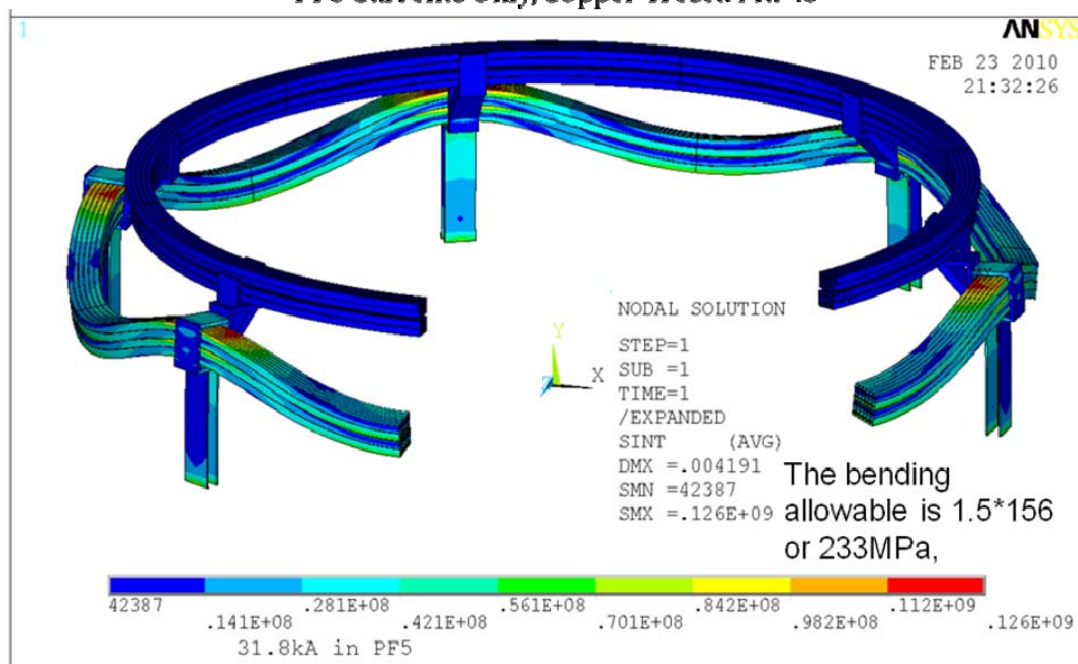 1
ANSYS
FEB 23 2010
21:32:26
NODAL SOLUTION
STEP=1
SUB =1
TIME=1
/EXPANDED
SINT (AVG)
DMX =.004191
SMN =42387
SMX =.126E+09
Y
X
Z
The bending
allowable is 1.5*156
or 233MPa,
42387 .281E+08 .561E+08 .842E+08 .112E+09
.141E+08 .421E+08 .701E+08 .982E+08 .126E+09
31.8kA in PF5